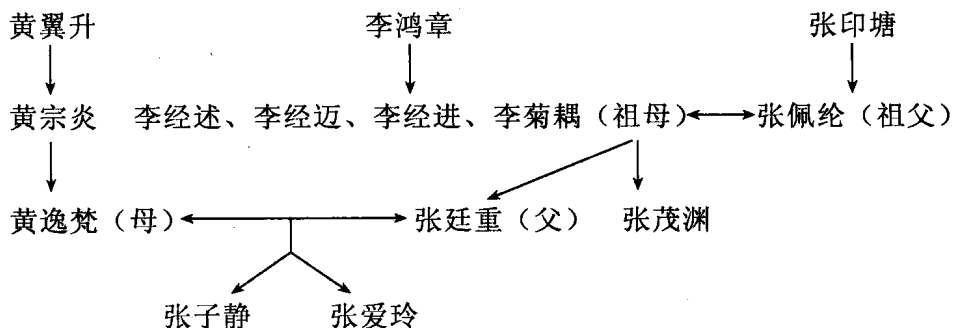 黄翼升 李鸿章 张印塘
黄宗炎 李经述、李经迈、李经进、李菊耦（祖母） 张佩纶（祖父）
黄逸梵（母） 张廷重（父） 张茂渊
张子静 张爱玲